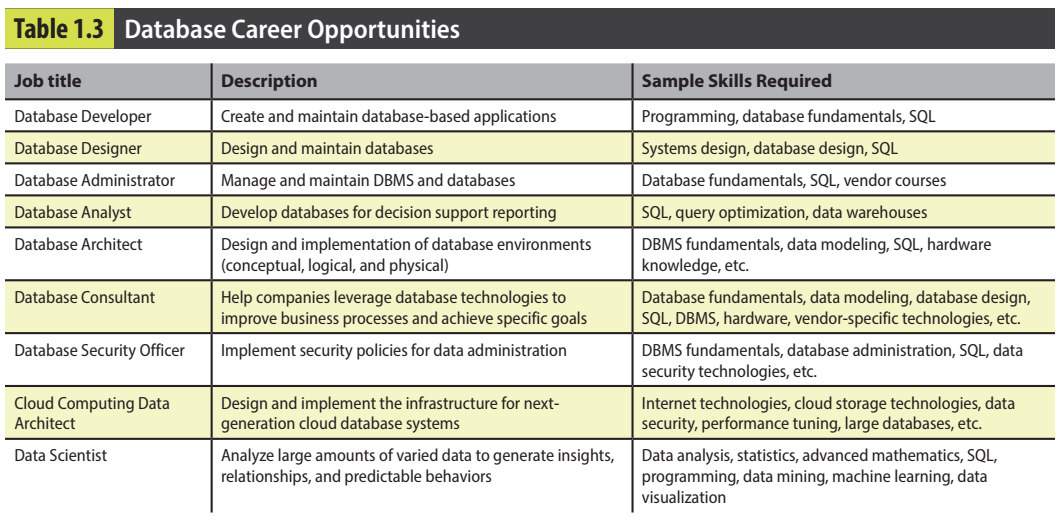 Table 1.3 Database Career Opportunities
Job title Description Sample Skills Required
Database Developer Create and maintain database-based applications Programming, database fundamentals, SQL
Database Designer Design and maintain databases Systems design, database design, SQL
Database Administrator Manage and maintain DBMS and databases Database fundamentals, SQL, vendor courses
Database Analyst Develop databases for decision support reporting SQL, query optimization, data warehouses
Database Architect Design and implementation of database environments DBMS fundamentals, data modeling, SQL, hardware
(conceptual, logical, and physical) knowledge, etc.
Database Consultant Help companies leverage database technologies to Database fundamentals, data modeling, database design,
improve business processes and achieve specific goals SQL, DBMS, hardware, vendor-specific technologies, etc.
Database Security Officer Implement security policies for data administration DBMS fundamentals, database administration, SQL, data
security technologies, etc.
Cloud Computing Data Design and implement the infrastructure for next- Internet technologies, cloud storage technologies, data
Architect generation cloud database systems security, performance tuning, large databases, etc.
Data Scientist Analyze large amounts of varied data to generate insights, Data analysis, statistics, advanced mathematics, SQL,
relationships, and predictable behaviors programming, data mining, machine learning, data
visualization